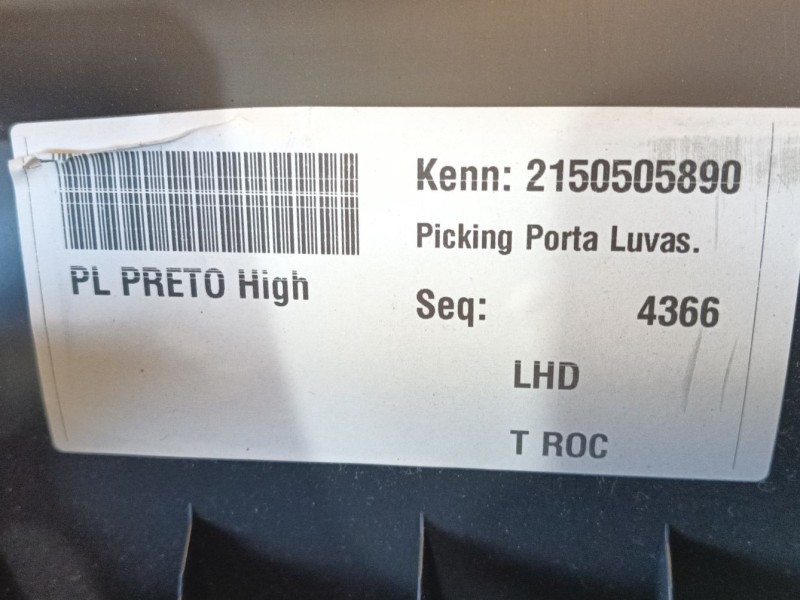 Kenn: 2150505890
Picking Porta Luvas.
PL PRETO High
Seq: 4366
LHD
T ROC